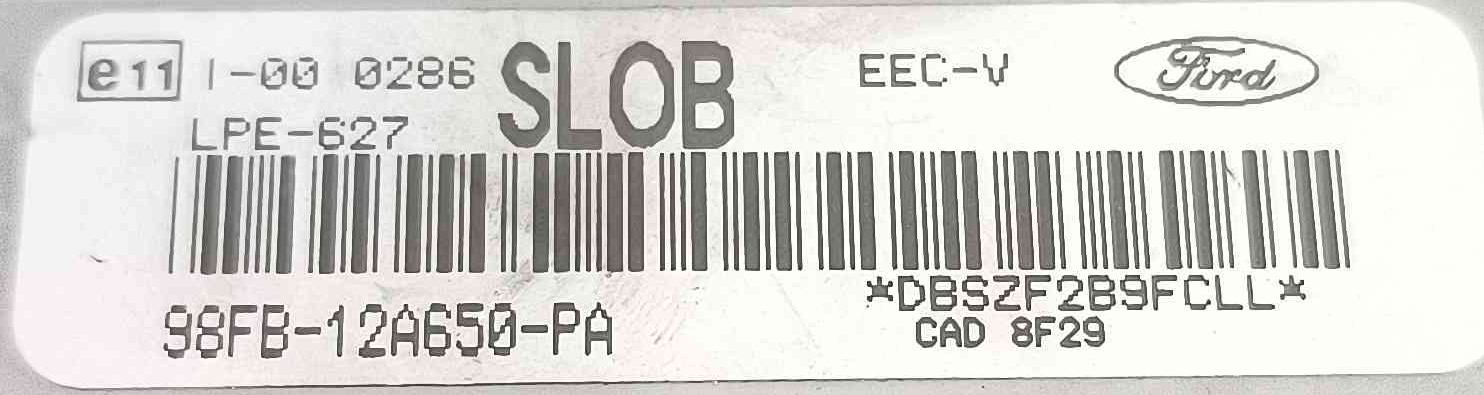 e11 I-00 0286 SLOB EEC-V Ford
LPE-627
*DBSZF2B9FCLL*
98FB-12A650-PA
CAD 8F29